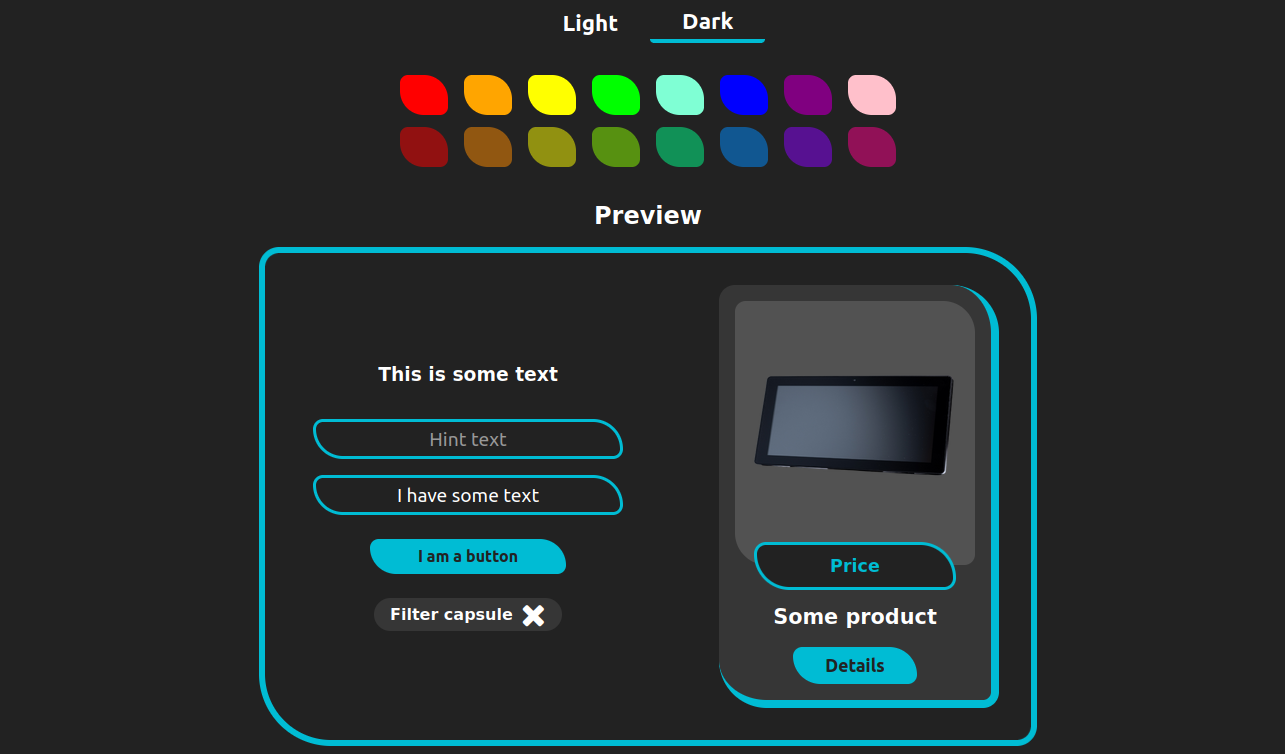 Light
Dark
Preview
This is some text
Hint text
I have some text
I am a button
Filter capsule
Price
Some product
Details